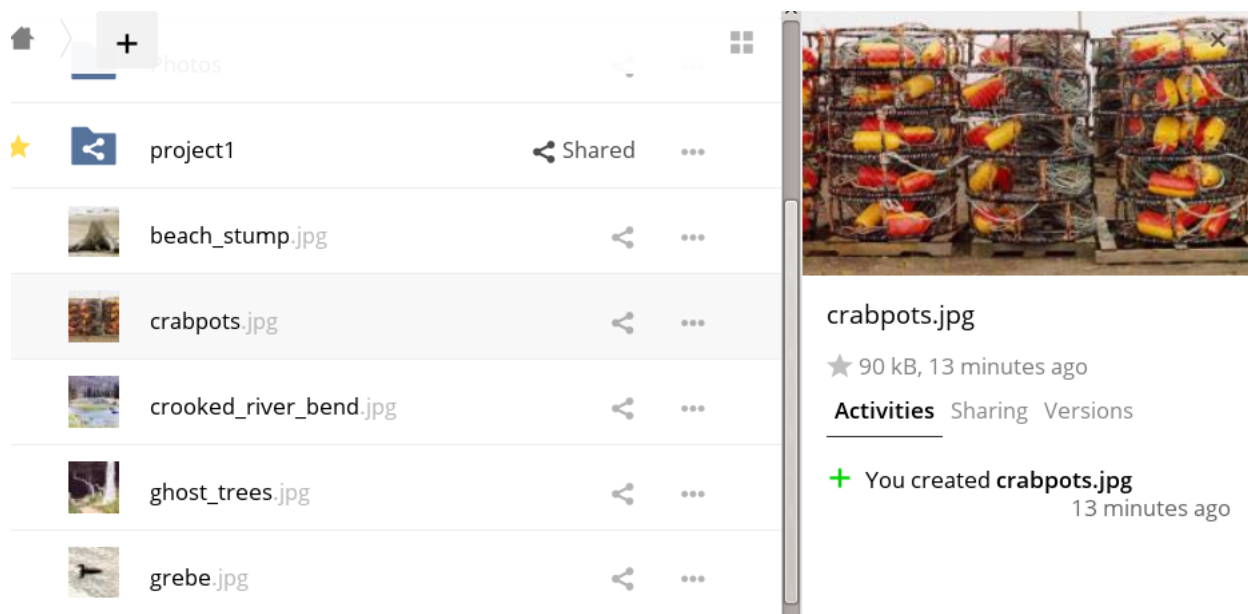 Photos
project1 Shared
beach_stump.jpg
crabpots.jpg
crooked_river_bend.jpg
ghost_trees.jpg
grebe.jpg
crabpots.jpg
90 kB, 13 minutes ago
Activities Sharing Versions
You created crabpots.jpg
13 minutes ago